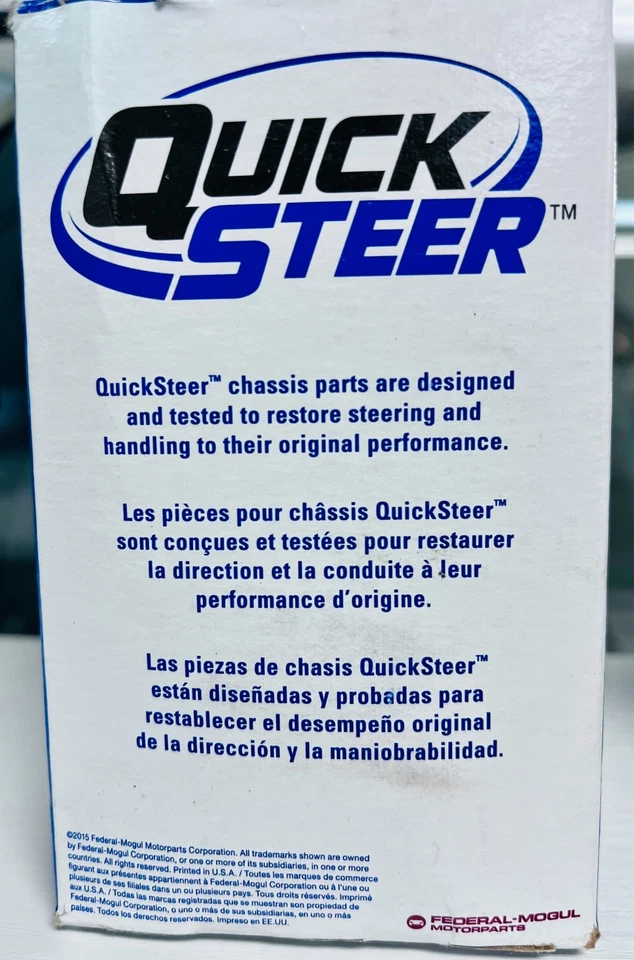 QUICK
STEER™
QuickSteer™ chassis parts are designed
and tested to restore steering and
handling to their original performance.
Les pièces pour châssis QuickSteer™
sont conçues et testées pour restaurer
la direction et la conduite à leur
performance d'origine.
Las piezas de chasis QuickSteer™
están diseñadas y probadas para
restablecer el desempeño original
de la dirección y la maniobrabilidad.
©2015 Federal-Mogul Motorparts Corporation. All trademarks shown are owned
by Federal-Mogul Corporation, or one or more of its subsidiaries, in one or more
countries. All rights reserved. Printed in U.S.A. / Toutes les marques de commerce
figurant aux présentes appartiennent à Federal-Mogul Corporation ou à l'une ou
plusieurs de ses filiales dans un ou plusieurs pays. Tous droits réservés. Imprimé
aux U.S.A. / Todas las marcas registradas que se muestran son propiedad de
Federal-Mogul Corporation, o uno o más de sus subsidiarias, en uno o más
países. Todos los derechos reservados. Impreso en EE.UU.
FEDERAL-MOGUL
MOTORPARTS